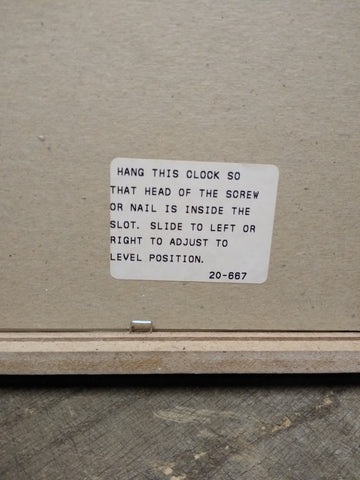 HANG THIS CLOCK SO
THAT HEAD OF THE SCREW
OR NAIL IS INSIDE THE
SLOT. SLIDE TO LEFT OR
RIGHT TO ADJUST TO
LEVEL POSITION.
20-667